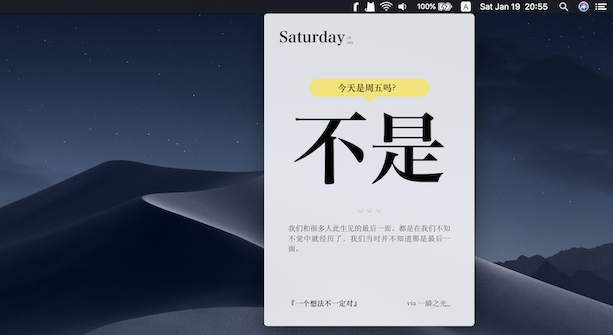 100%
A
Sat Jan 19 20:55
Saturday
今天是周五吗?
不是
我们和很多人此生见的最后一面、都是在我们不知
不觉中就经历了、我们当时并不知道那是最后一
面。
『一个想法不一定对』
via 一瞬之光_